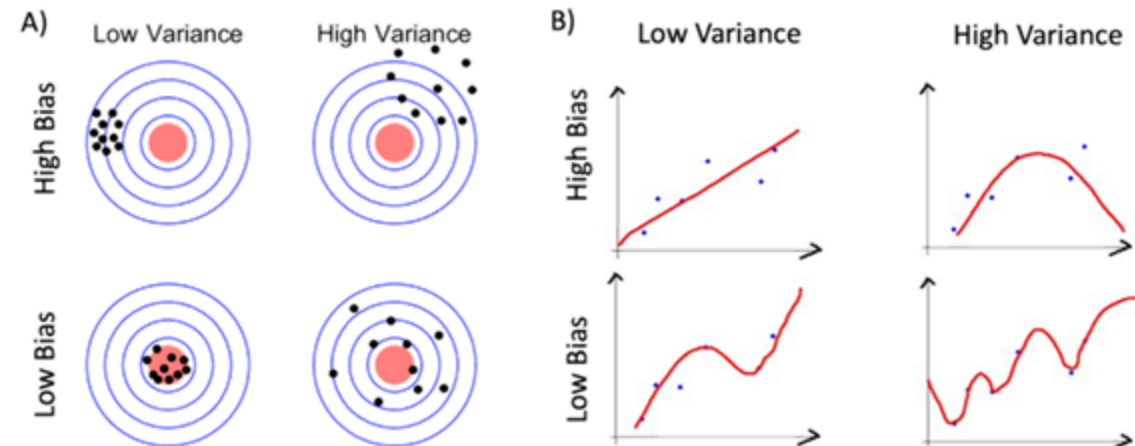 A)
Low Variance
High Variance
High Bias
Low Bias
B)
Low Variance
High Variance
High Bias
Low Bias